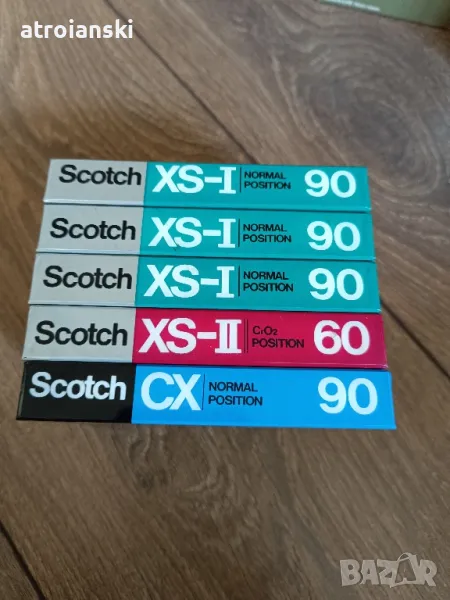 atroianski
Scotch XS-I NORMAL POSITION 90
Scotch XS-I NORMAL POSITION 90
Scotch XS-I NORMAL POSITION 90
Scotch XS-II CrO2 POSITION 60
Scotch CX NORMAL POSITION 90
BAZAR